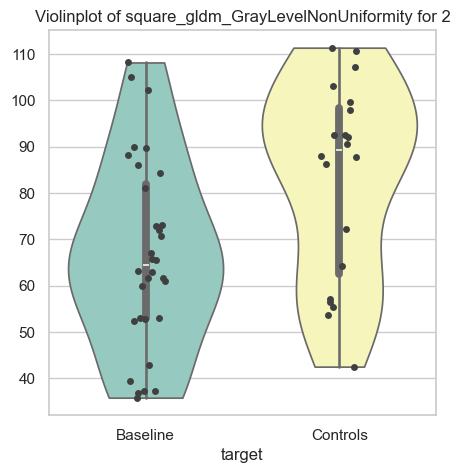 Violinplot of square_gldm_GrayLevelNonUniformity for 2
110
100
90
80
70
60
50
40
Baseline
Controls
target